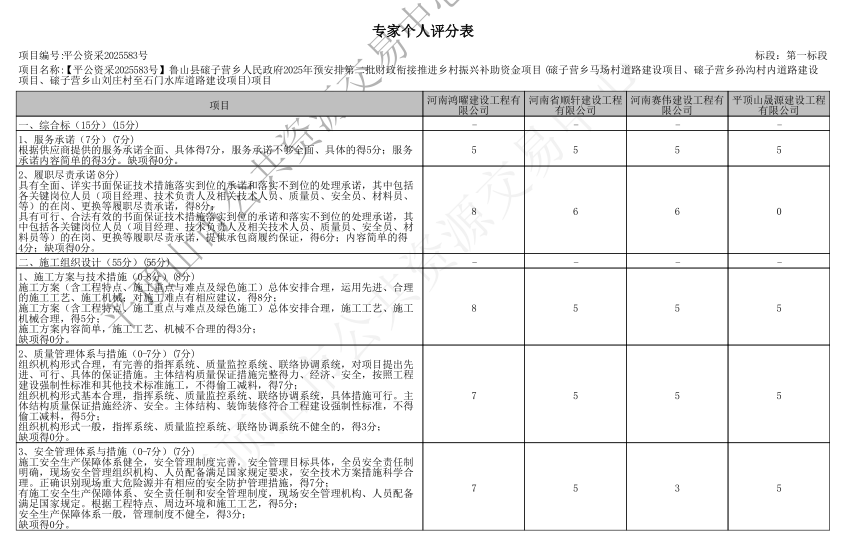 专家个人评分表
项目编号:平公资采2025583号
标段: 第一标段
项目名称:【平公资采2025583号】鲁山县磙子营乡人民政府2025年预安排第二批财政衔接推进乡村振兴补助资金项目 (磙子营乡马场村道路建设项目、磙子营乡孙沟村内道路建设
项目、磙子营乡山刘庄村至石门水库道路建设项目)项目
项目
河南鸿曜建设工程有
限公司
河南省顺轩建设工程
有限公司
河南赛伟建设工程有
限公司
平顶山晟源建设工程
有限公司
一、综合标（15分）(15分)
－ － － －
1、服务承诺（7分）(7分)
根据供应商提供的服务承诺全面、具体得7分，服务承诺不够全面、具体的得5分; 服务
承诺内容简单的得3分。缺项得0分。
5 5 5 5
2、履职尽责承诺(8分)
具有全面、详实书面保证技术措施落实到位的承诺和落实不到位的处理承诺，其中包括
各关键岗位人员（项目经理、技术负责人及相关技术人员、质量员、安全员、材料员、
等）的在岗、更换等履职尽责承诺，得8分;
具有可行、合法有效的书面保证技术措施落实到位的承诺和落实不到位的处理承诺，其
中包括各关键岗位人员（项目经理、技术负责人及相关技术人员、质量员、安全员、材
料员等）的在岗、更换等履职尽责承诺，提供承包商履约保证，得6分; 内容简单的得
4分; 缺项得0分。
8 6 6 0
二、施工组织设计（55分）(55分)
－ － － －
1、施工方案与技术措施（0-8分）(8分)
施工方案（含工程特点、施工重点与难点及绿色施工）总体安排合理，运用先进、合理
的施工工艺、施工机械; 对施工难点有相应建议，得8分;
施工方案（含工程特点、施工重点与难点及绿色施工）总体安排合理，施工工艺、施工
机械合理，得5分;
施工方案内容简单，施工工艺、机械不合理的得3分;
缺项得0分。
8 5 5 5
2、质量管理体系与措施（0-7分）(7分)
组织机构形式合理，有完善的指挥系统、质量监控系统、联络协调系统，对项目提出先
进、可行、具体的保证措施。主体结构质量保证措施完整得力、经济、安全，按照工程
建设强制性标准和其他技术标准施工，不得偷工减料，得7分;
组织机构形式基本合理，指挥系统、质量监控系统、联络协调系统，具体措施可行。主
体结构质量保证措施经济、安全。主体结构、装饰装修符合工程建设强制性标准，不得
偷工减料，得5分;
组织机构形式一般，指挥系统、质量监控系统、联络协调系统不健全的，得3分;
缺项得0分。
7 5 5 5
3、安全管理体系与措施（0-7分）(7分)
施工安全生产保障体系健全，安全管理制度完善，安全管理目标具体，全员安全责任制
明确，现场安全管理组织机构、人员配备满足国家规定要求，安全技术方案措施科学合
理。正确识别现场重大危险源并有相应的安全防护管理措施，得7分;
有施工安全生产保障体系、安全责任制和安全管理制度，现场安全管理机构、人员配备
满足国家规定。根据工程特点、周边环境和施工工艺，得5分;
安全生产保障体系一般，管理制度不健全，得3分;
缺项得0分。
7 5 3 5
平顶山市公共资源交易中心
顶山市公共资源交易中心